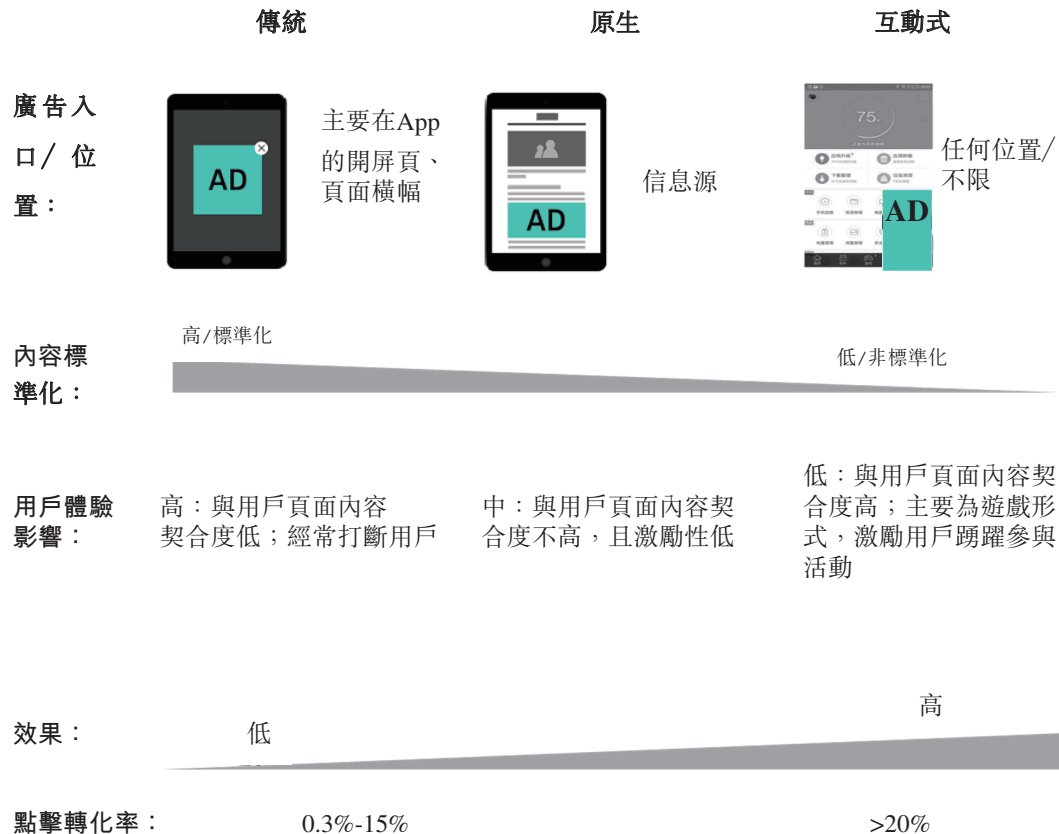 傳統 原生 互動式
廣告入
口/ 位
置：
AD
主要在App
的開屏頁、
頁面橫幅
AD
信息源
75
AD
任何位置/
不限
內容標
準化：
高/標準化
低/非標準化
用戶體驗
影響：
高：與用戶頁面內容
契合度低；經常打斷用戶
中：與用戶頁面內容契
合度不高，且激勵性低
低：與用戶頁面內容契
合度高；主要為遊戲形
式，激勵用戶踴躍參與
活動
效果：
低
高
點擊轉化率： 0.3%-15% >20%